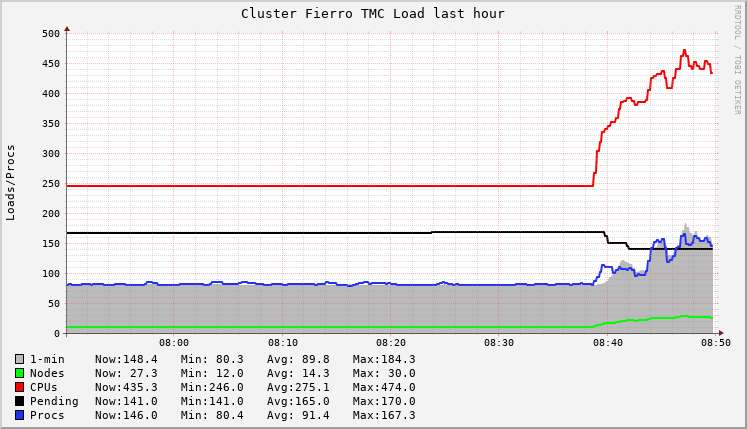 Cluster Fierro TMC Load last hour
RRDTOOL / TOBI OETIKER
Loads/Procs
500
450
400
350
300
250
200
150
100
50
0
08:00 08:10 08:20 08:30 08:40 08:50
1-min Now:148.4 Min: 80.3 Avg: 89.8 Max:184.3
Nodes Now: 27.3 Min: 12.0 Avg: 14.3 Max: 30.0
CPUs Now:435.3 Min:246.0 Avg:275.1 Max:474.0
Pending Now:141.0 Min:141.0 Avg:165.0 Max:170.0
Procs Now:146.0 Min: 80.4 Avg: 91.4 Max:167.3